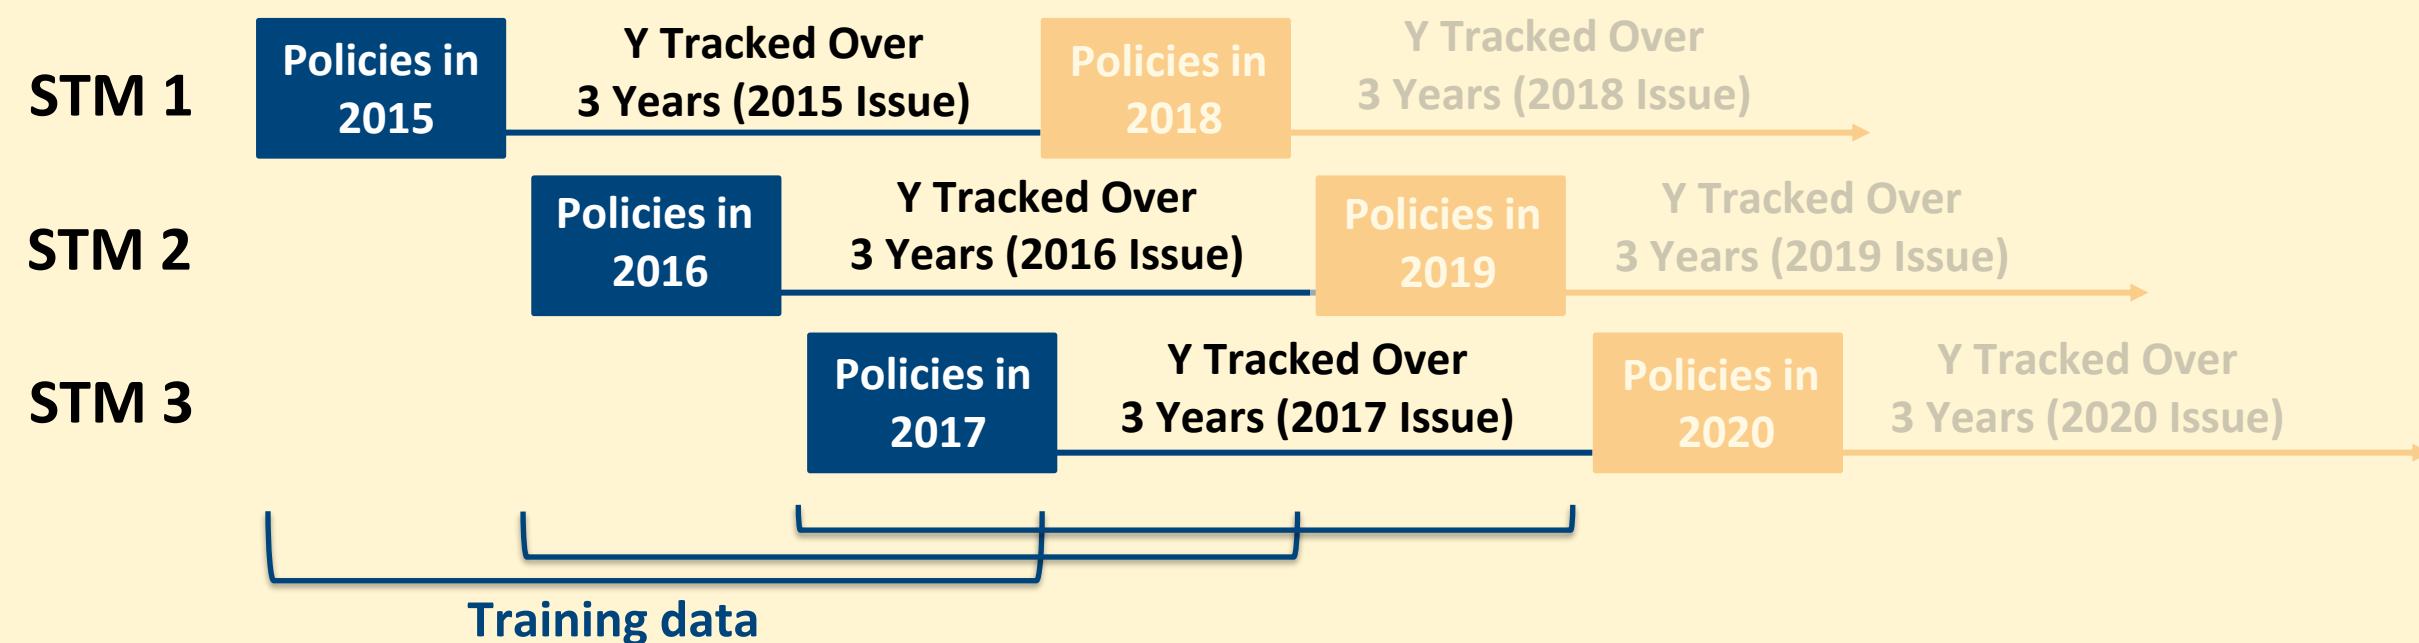 STM 1
Policies in
2015
Y Tracked Over
3 Years (2015 Issue)
Policies in
2018
Y Tracked Over
3 Years (2018 Issue)
STM 2
Policies in
2016
Y Tracked Over
3 Years (2016 Issue)
Policies in
2019
Y Tracked Over
3 Years (2019 Issue)
STM 3
Policies in
2017
Y Tracked Over
3 Years (2017 Issue)
Policies in
2020
Y Tracked Over
3 Years (2020 Issue)
Training data